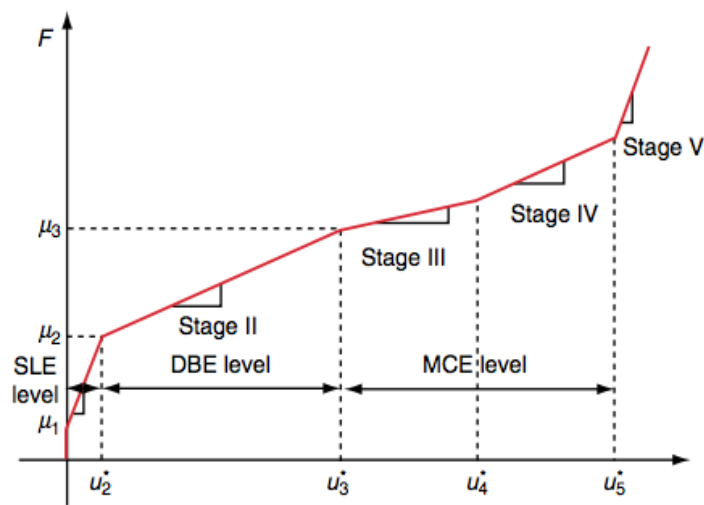 F
Stage V
Stage IV
μ₃
Stage III
Stage II
μ₂
SLE
level
DBE level
MCE level
μ₁
u₂*
u₃*
u₄*
u₅*